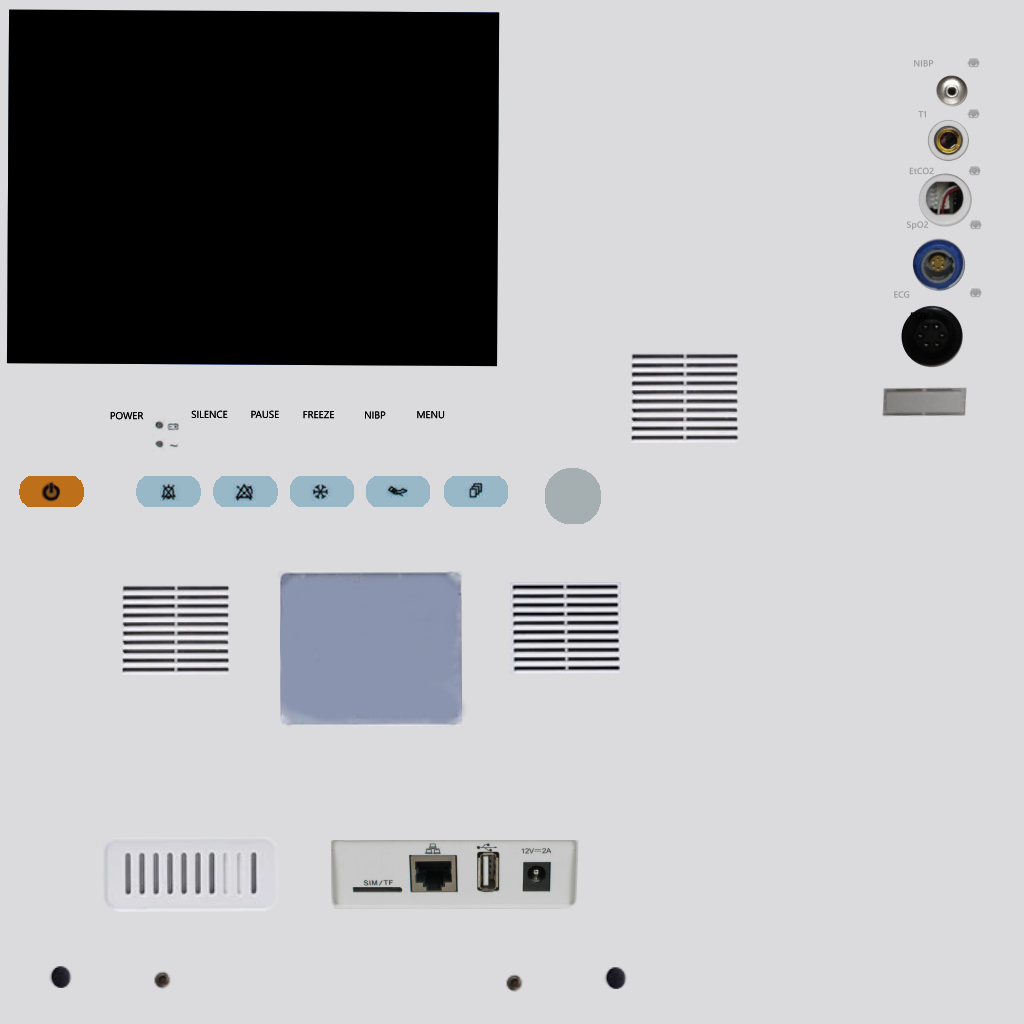 NIBP
T1
EtCO2
SpO2
ECG
POWER SILENCE PAUSE FREEZE NIBP MENU
SIM/TF
12V⎓2A